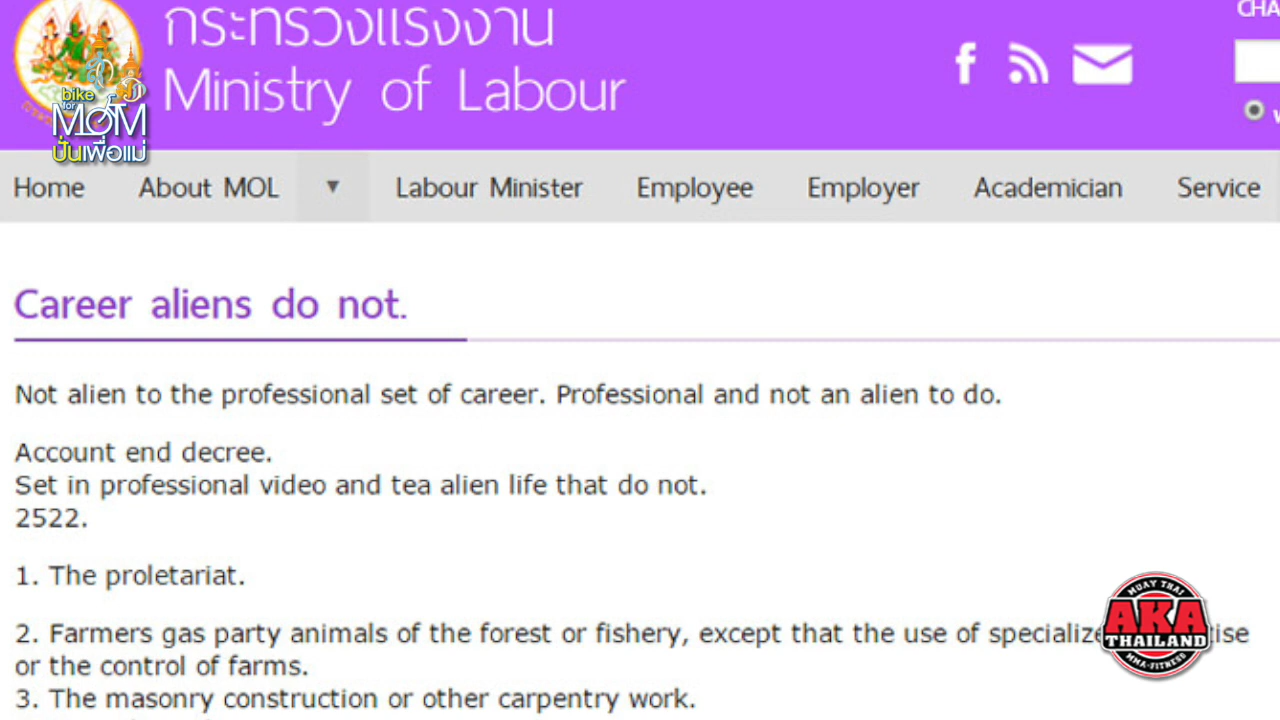 กระทรวงแรงงาน
Ministry of Labour
CHA
bike
for
MOM
ปั่นเพื่อแม่
Home About MOL ▼ Labour Minister Employee Employer Academician Service
Career aliens do not.
Not alien to the professional set of career. Professional and not an alien to do.
Account end decree.
Set in professional video and tea alien life that do not.
2522.
1. The proletariat.
2. Farmers gas party animals of the forest or fishery, except that the use of
or the control of farms.
3. The masonry construction or other carpentry work.
MUAY THAI
AKA
THAILAND
MMA-FITNESS